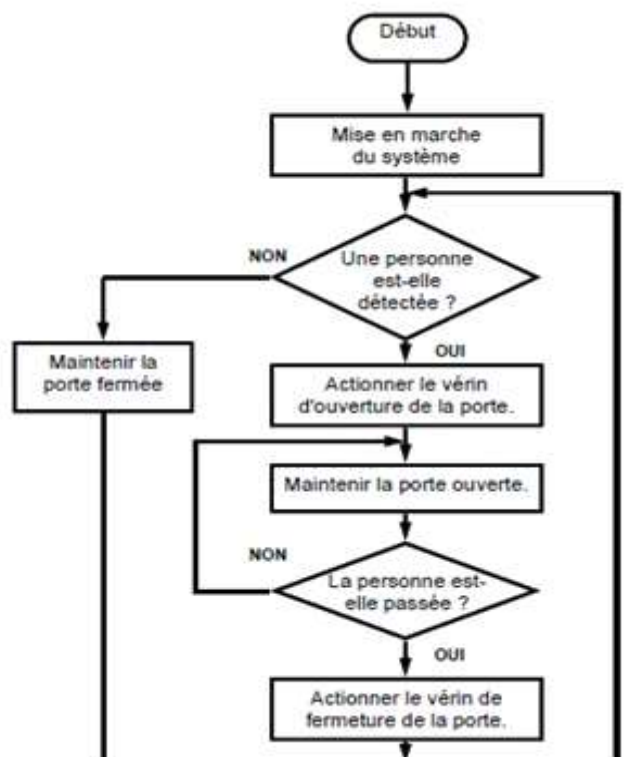 Début
Mise en marche
du système
NON
Une personne
est-elle
détectée ?
OUI
Maintenir la
porte fermée
Actionner le vérin
d'ouverture de la porte.
Maintenir la porte ouverte.
NON
La personne est-
elle passée ?
OUI
Actionner le vérin de
fermeture de la porte.